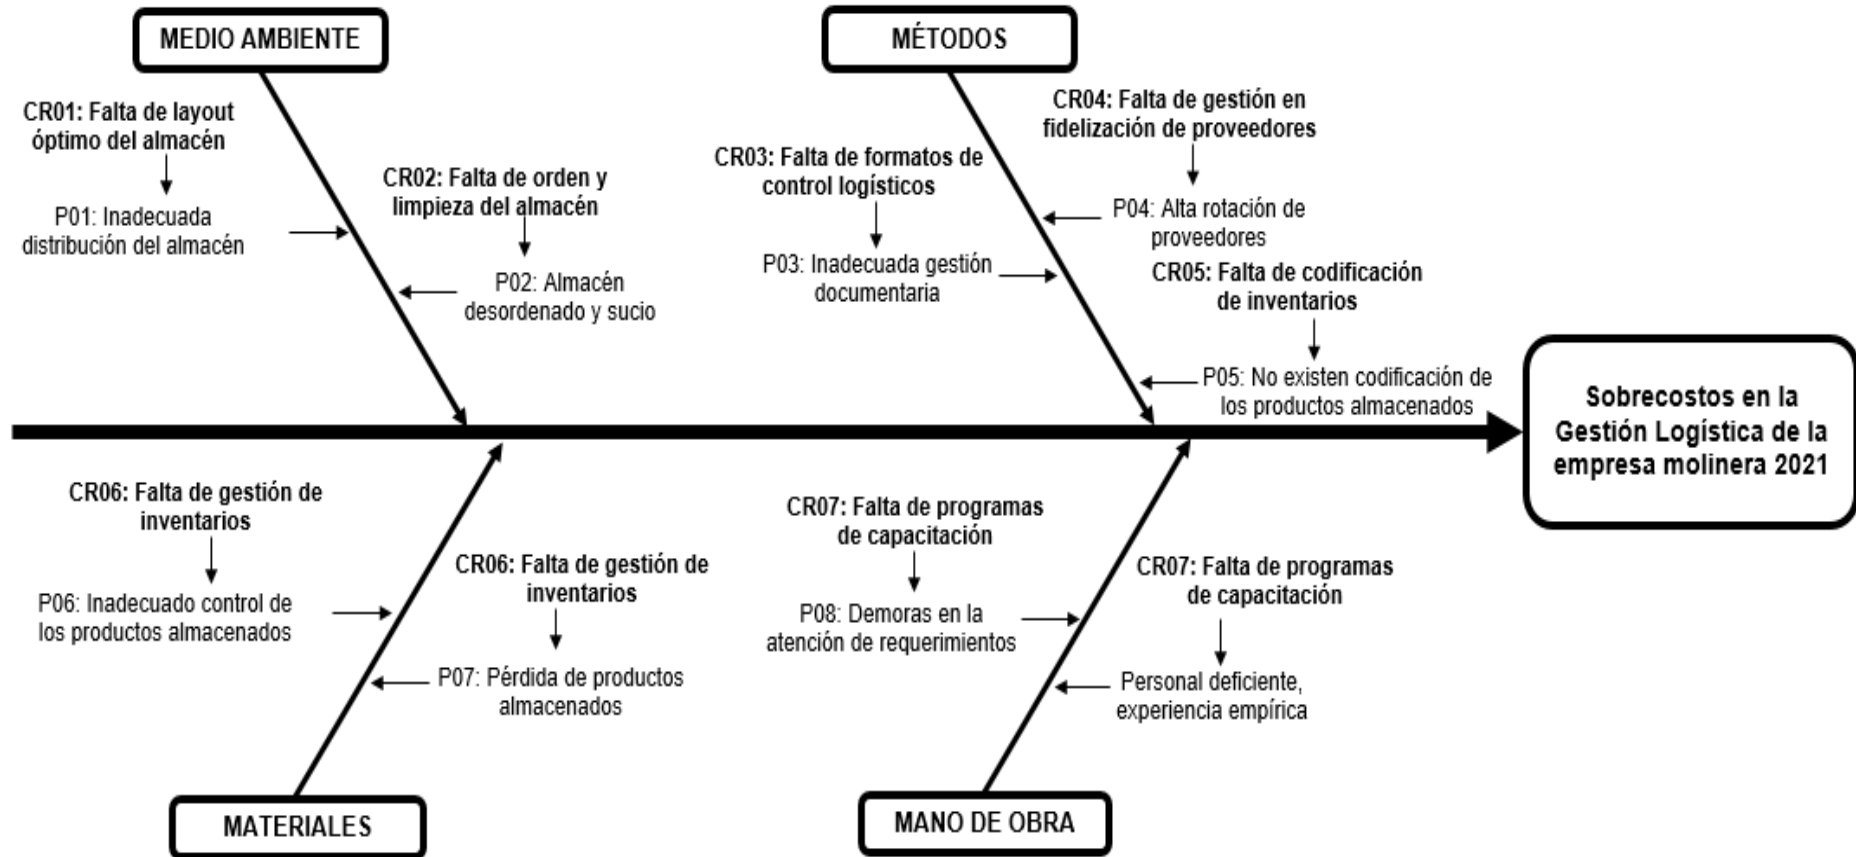 MEDIO AMBIENTE
CR01: Falta de layout
óptimo del almacén
P01: Inadecuada
distribución del almacén
CR02: Falta de orden y
limpieza del almacén
P02: Almacén
desordenado y sucio
MÉTODOS
CR03: Falta de formatos de
control logísticos
P03: Inadecuada gestión
documentaria
CR04: Falta de gestión en
fidelización de proveedores
P04: Alta rotación de
proveedores
CR05: Falta de codificación
de inventarios
P05: No existen codificación de
los productos almacenados
Sobrecostos en la
Gestión Logística de la
empresa molinera 2021
CR06: Falta de gestión de
inventarios
P06: Inadecuado control de
los productos almacenados
CR06: Falta de gestión de
inventarios
P07: Pérdida de productos
almacenados
MATERIALES
CR07: Falta de programas
de capacitación
P08: Demoras en la
atención de requerimientos
CR07: Falta de programas
de capacitación
Personal deficiente,
experiencia empírica
MANO DE OBRA